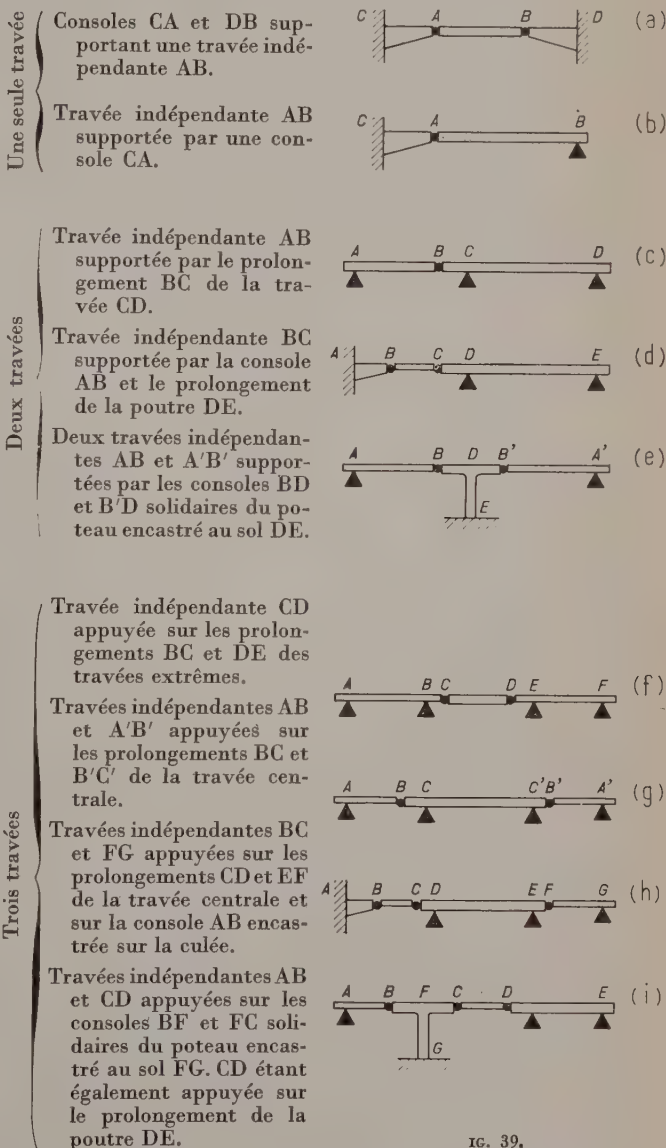 Une seule travée
Consoles CA et DB sup-
portant une travée indé-
pendante AB.
C A B D (a)
Travée indépendante AB
supportée par une con-
sole CA.
C A B (b)
Deux travées
Travée indépendante AB
supportée par le prolon-
gement BC de la tra-
vée CD.
A B C D (c)
Travée indépendante BC
supportée par la console
AB et le prolongement
de la poutre DE.
A B C D E (d)
Deux travées indépendan-
tes AB et A'B' suppor-
tées par les consoles BD
et B'D solidaires du po-
teau encastré au sol DE.
A B D B' A' (e)
E
Trois travées
Travée indépendante CD
appuyée sur les prolon-
gements BC et DE des
travées extrêmes.
A B C D E F (f)
Travées indépendantes AB
et A'B' appuyées sur
les prolongements BC et
B'C' de la travée cen-
trale.
A B C C' B' A' (g)
Travées indépendantes BC
et FG appuyées sur les
prolongements CD et EF
de la travée centrale et
sur la console AB encas-
trée sur la culée.
A B C D E F G (h)
Travées indépendantes AB
et CD appuyées sur les
consoles BF et FC soli-
daires du poteau encas-
tré au sol FG. CD étant
également appuyée sur
le prolongement de la
poutre DE.
A B F C D E (i)
G
IG. 39.